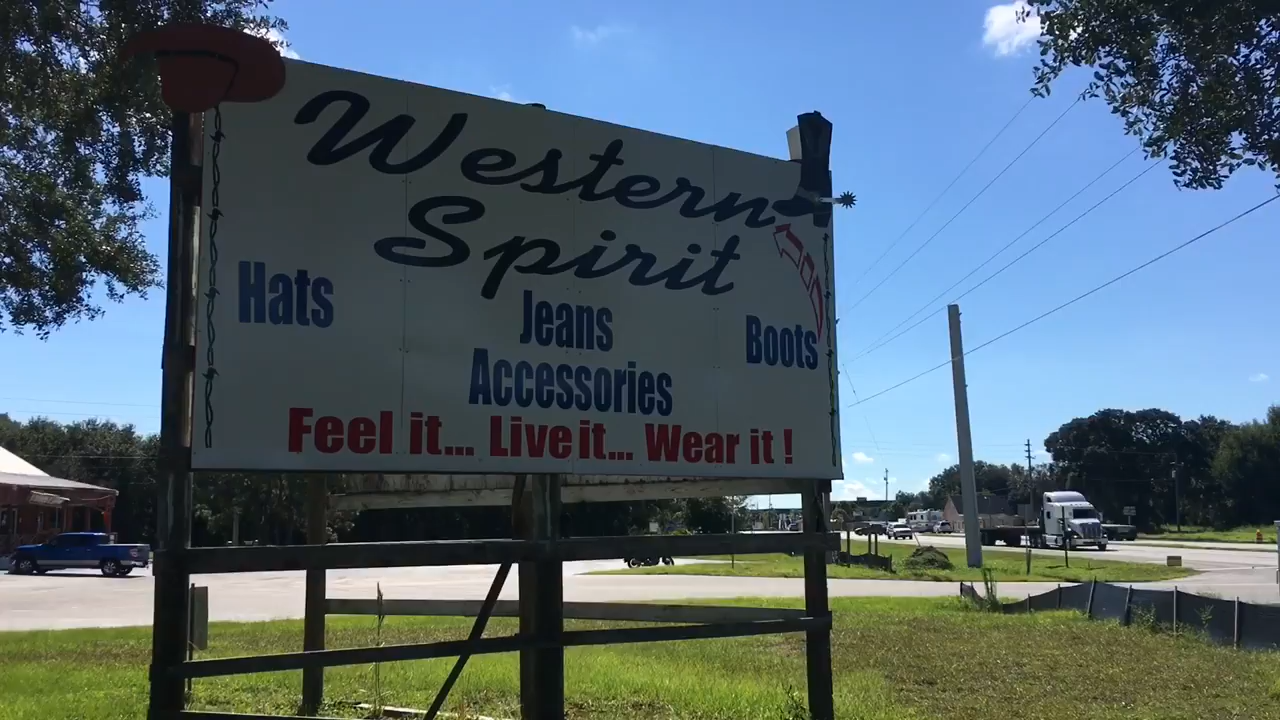 Western
Spirit
Hats
Jeans
Boots
Accessories
Feel it... Live it... Wear it !